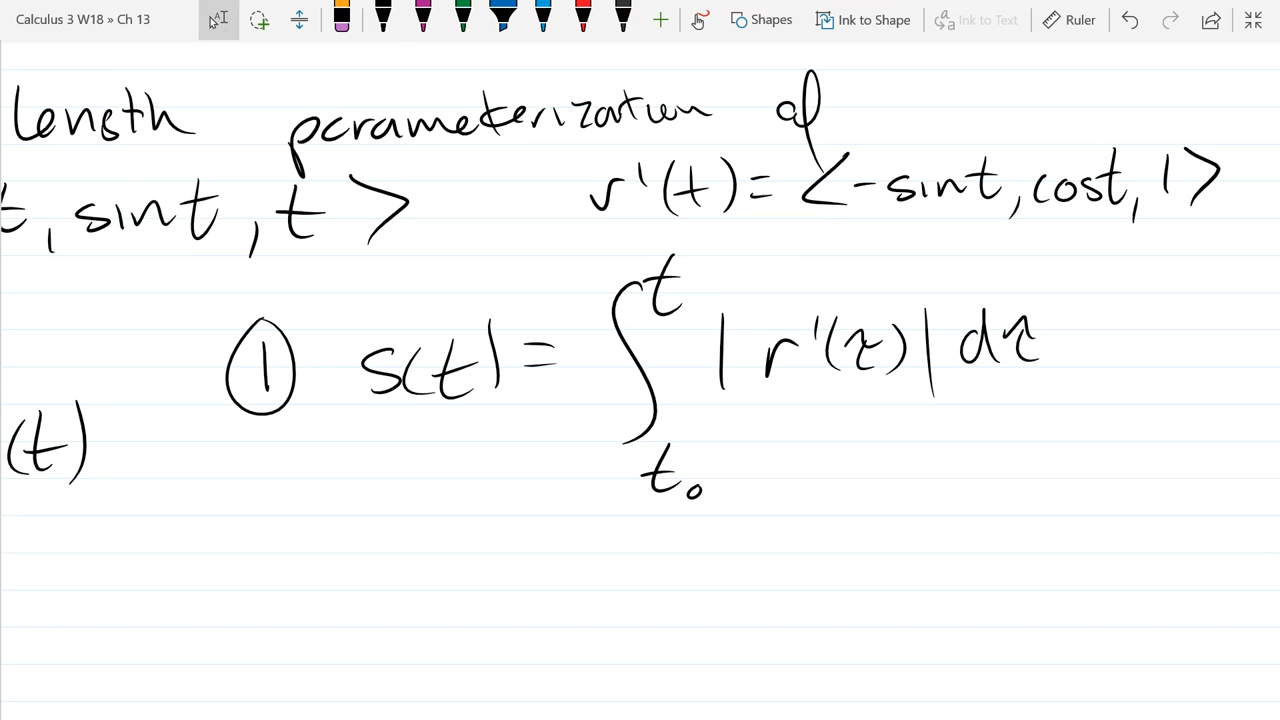 Calculus 3 W18 » Ch 13
Shapes Ink to Shape Ink to Text Ruler
length parameterization of
t, sint, t > r'(t) = <-sint, cost, 1>
① s(t) = ∫ₜ₀ᵗ |r'(τ)| dτ
(t)